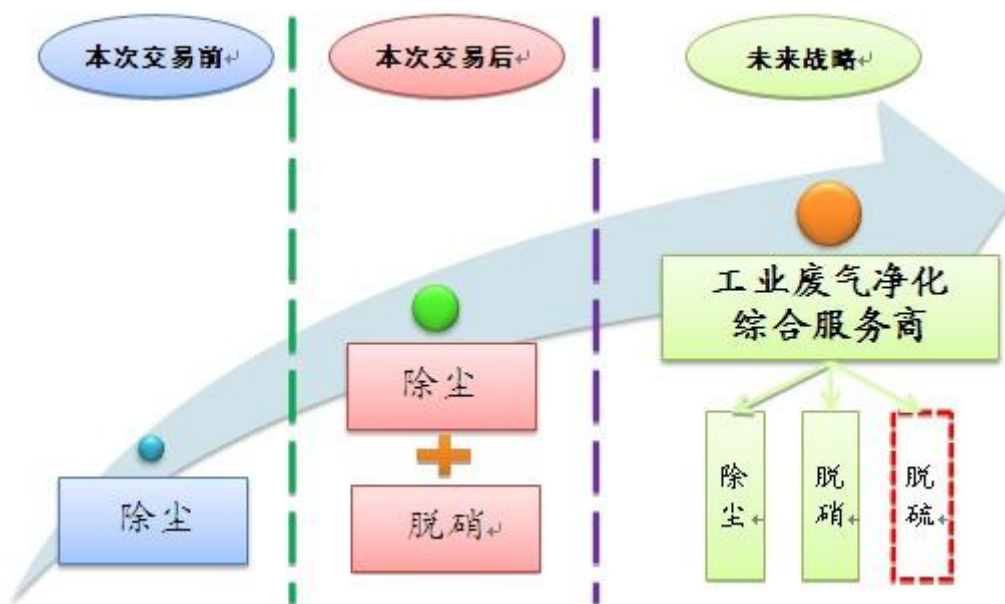 本次交易前
本次交易后
未来战略
工业废气净化
综合服务商
除尘
脱硝
除尘
除尘
脱硝
脱硫